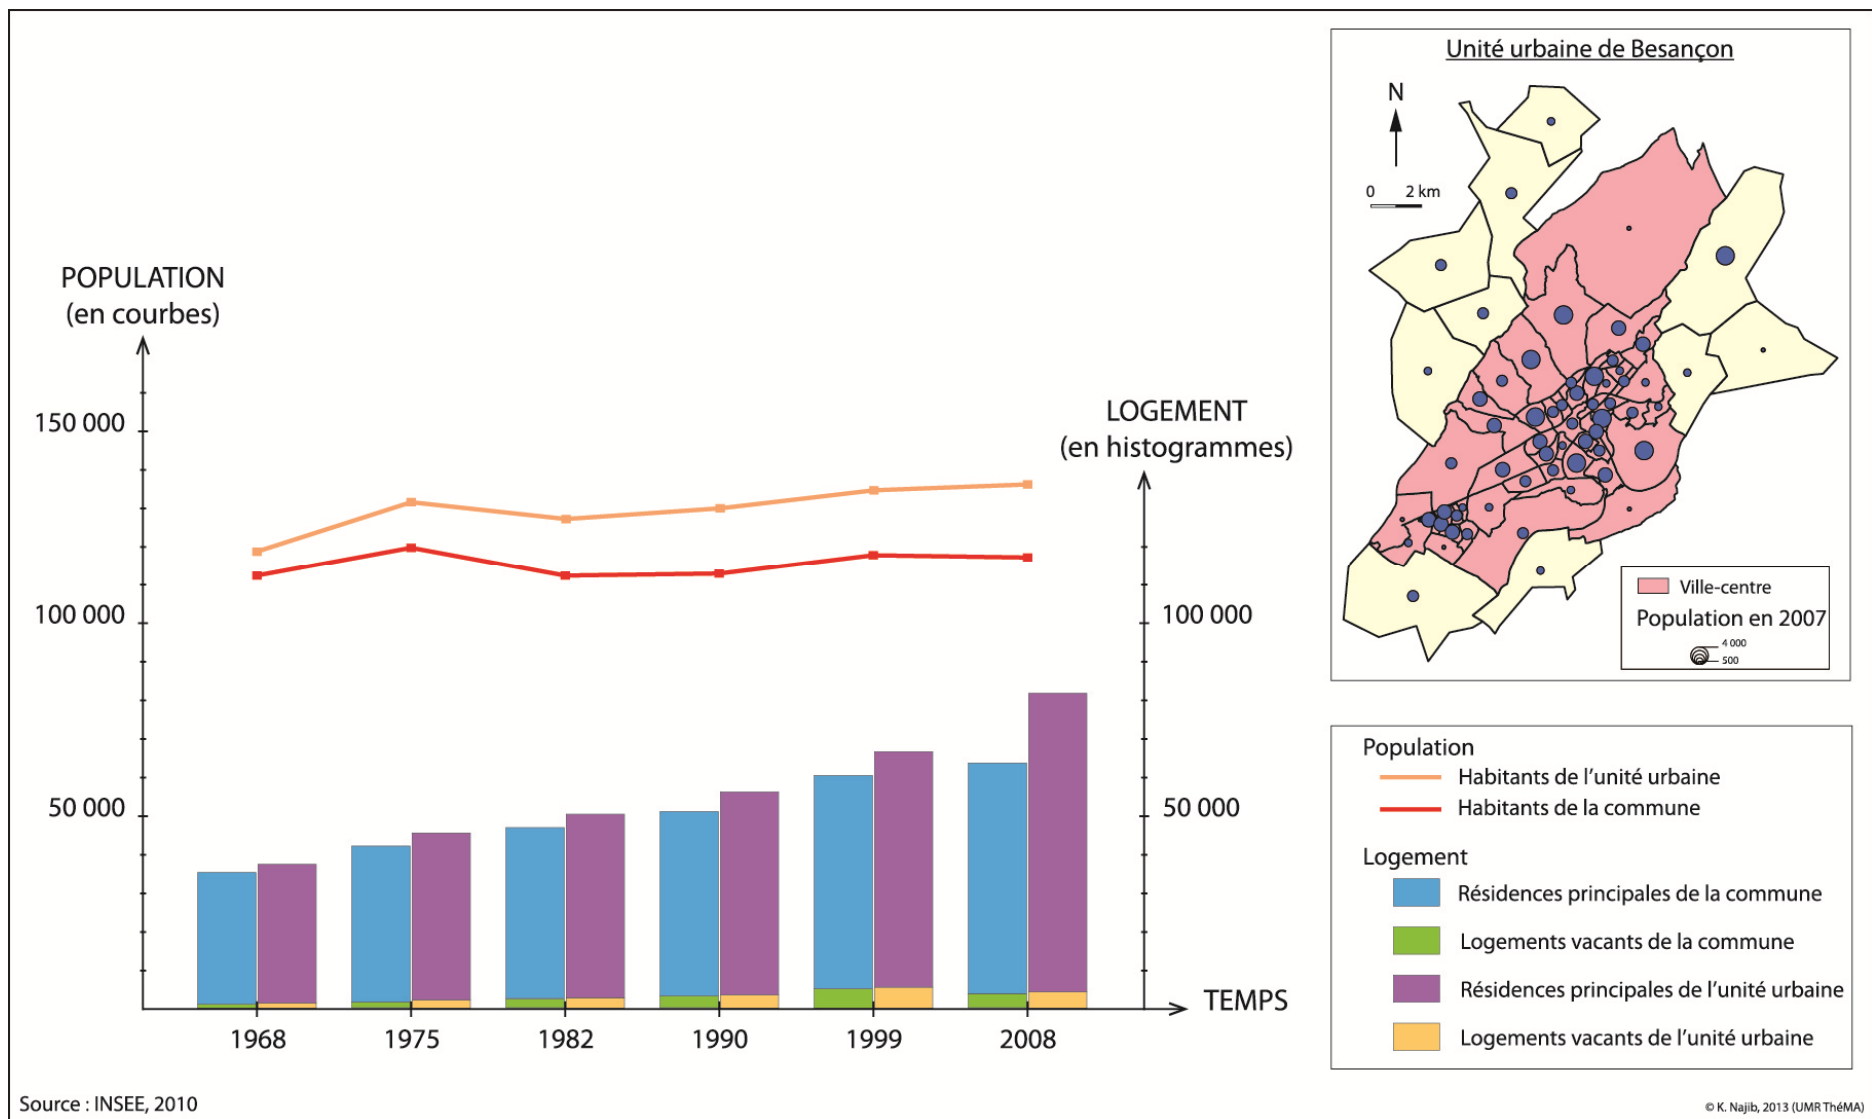 Unité urbaine de Besançon
N
0 2 km
Ville-centre
Population en 2007
4 000
500
POPULATION
(en courbes)
150 000
100 000
50 000
LOGEMENT
(en histogrammes)
100 000
50 000
TEMPS
1968 1975 1982 1990 1999 2008
Population
Habitants de l'unité urbaine
Habitants de la commune
Logement
Résidences principales de la commune
Logements vacants de la commune
Résidences principales de l'unité urbaine
Logements vacants de l'unité urbaine
Source : INSEE, 2010
© K. Najib, 2013 (UMR ThéMA)